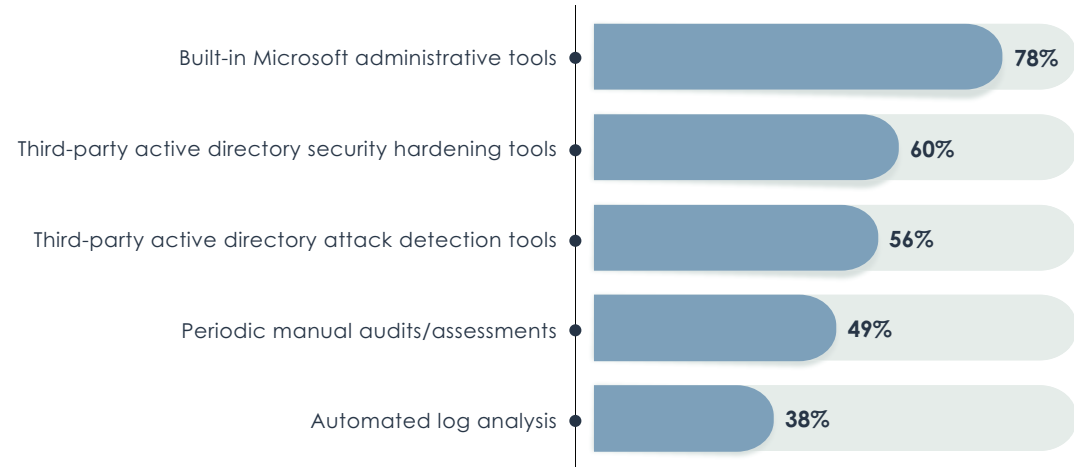 Built-in Microsoft administrative tools 78%
Third-party active directory security hardening tools 60%
Third-party active directory attack detection tools 56%
Periodic manual audits/assessments 49%
Automated log analysis 38%